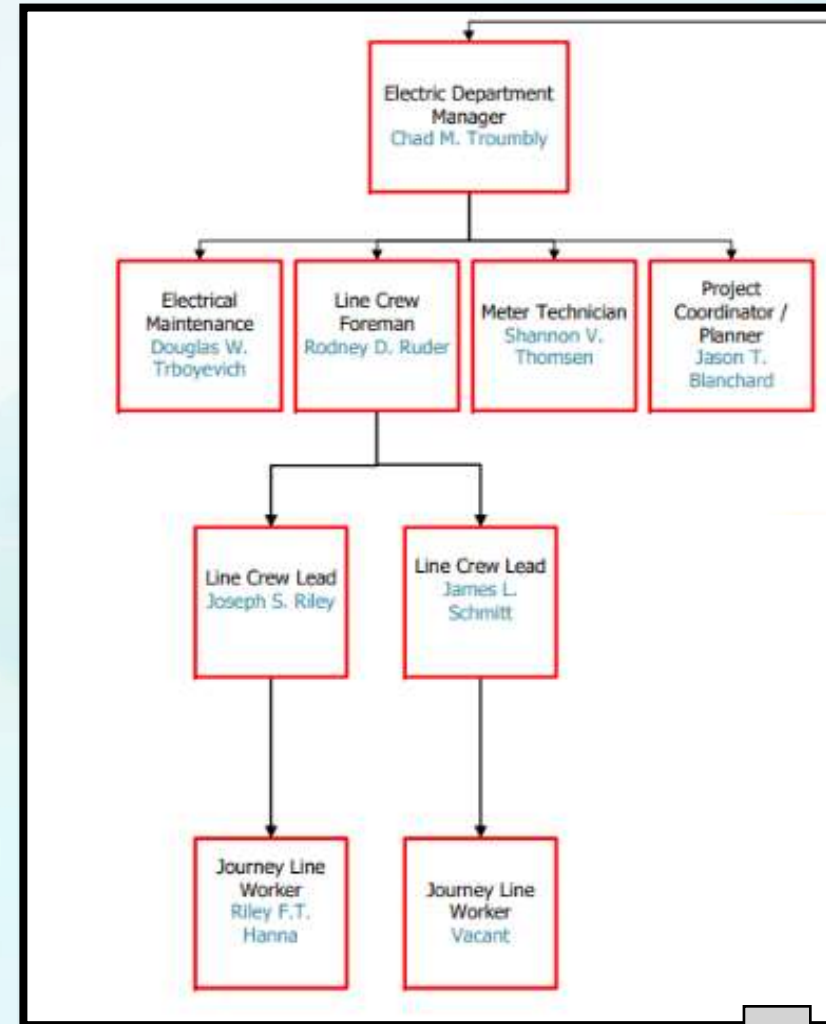 Electric Department
Manager
Chad M. Troumbly
Electrical
Maintenance
Douglas W.
Trboyevich
Line Crew
Foreman
Rodney D. Ruder
Meter Technician
Shannon V.
Thomsen
Project
Coordinator /
Planner
Jason T.
Blanchard
Line Crew Lead
Joseph S. Riley
Line Crew Lead
James L.
Schmitt
Journey Line
Worker
Riley F.T.
Hanna
Journey Line
Worker
Vacant